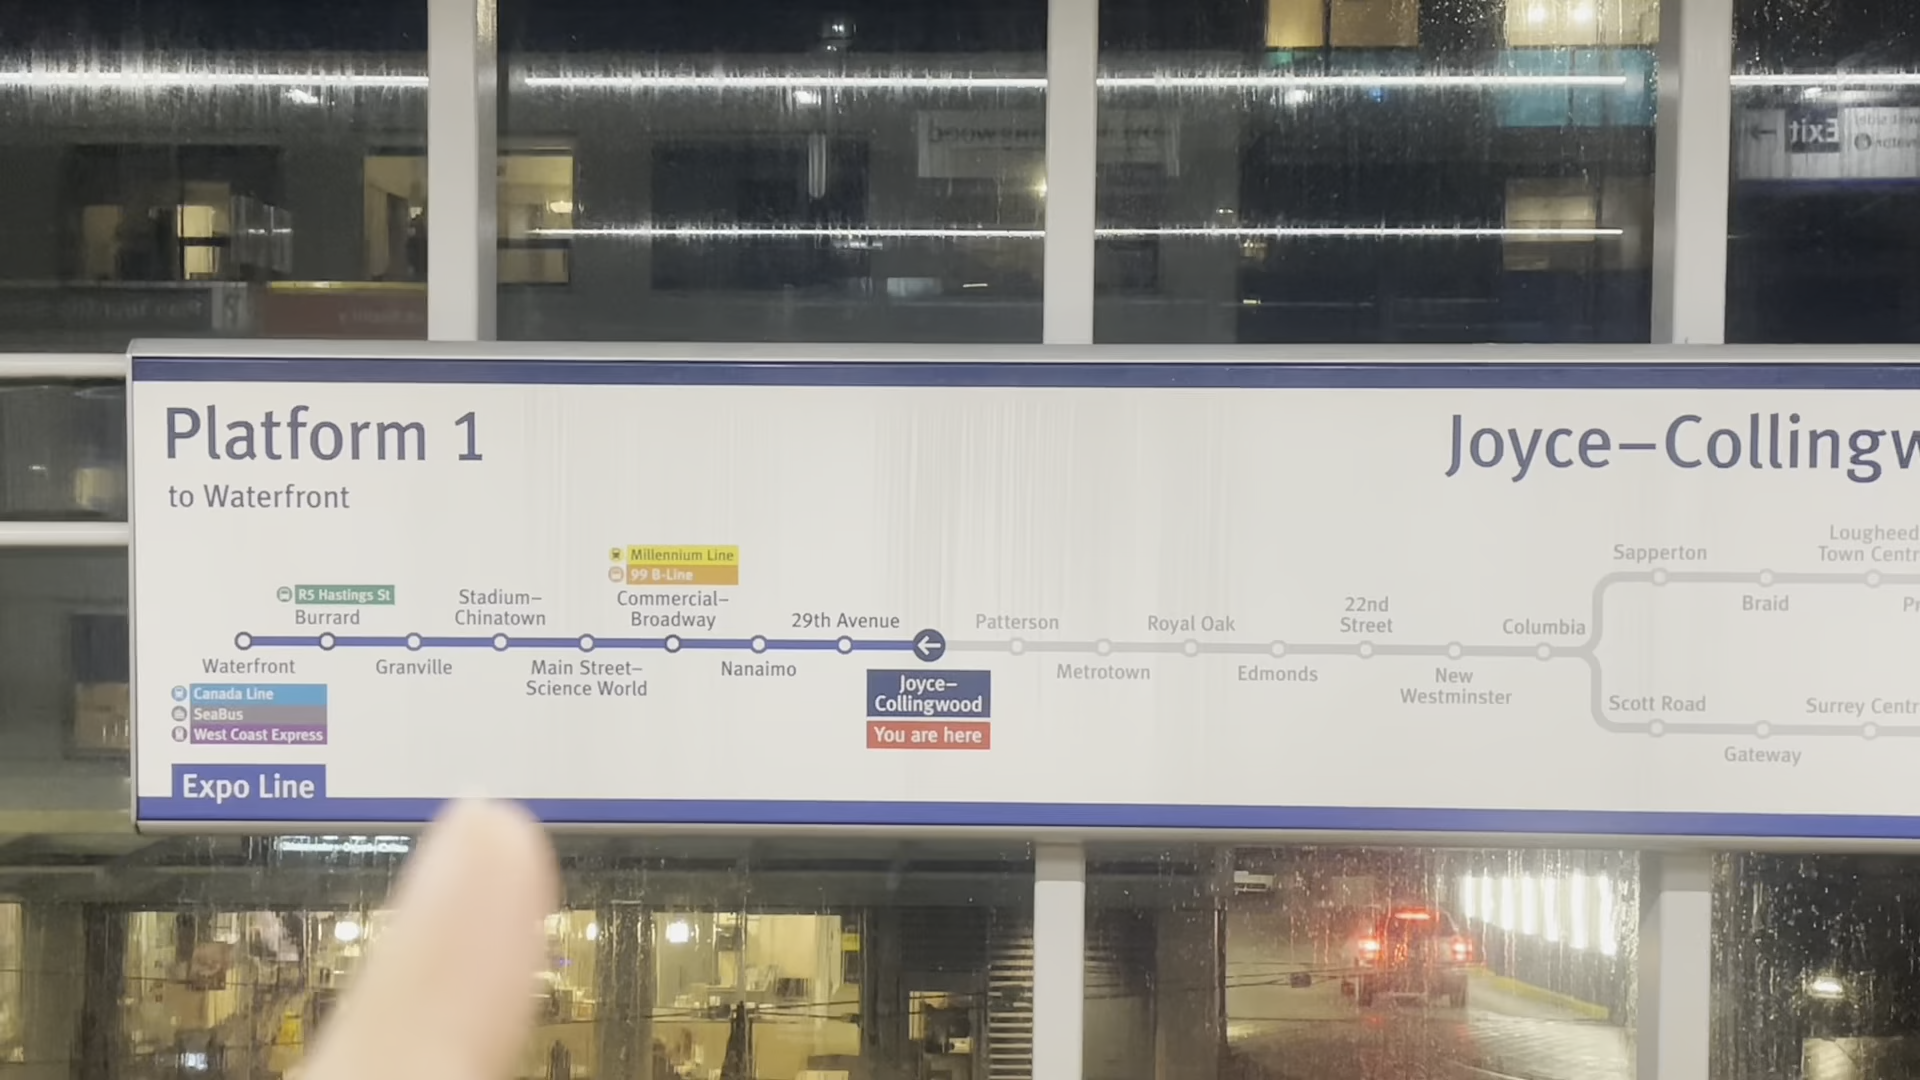 Exit
Platform 1
to Waterfront
Joyce–Collingw
Millennium Line
99 B-Line
R5 Hastings St
Burrard
Stadium–
Chinatown
Commercial–
Broadway
29th Avenue
Waterfront
Granville
Main Street–
Science World
Nanaimo
Joyce–
Collingwood
You are here
Canada Line
SeaBus
West Coast Express
Expo Line
Patterson
Metrotown
Royal Oak
Edmonds
22nd
Street
New
Westminster
Columbia
Sapperton
Braid
Lougheed
Town Centr
Pr
Scott Road
Gateway
Surrey Centr